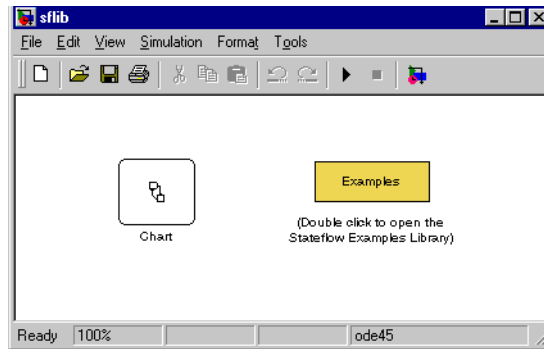 sflib
File Edit View Simulation Format Tools
Examples
(Double click to open the
Stateflow Examples Library)
Chart
Ready 100% ode45